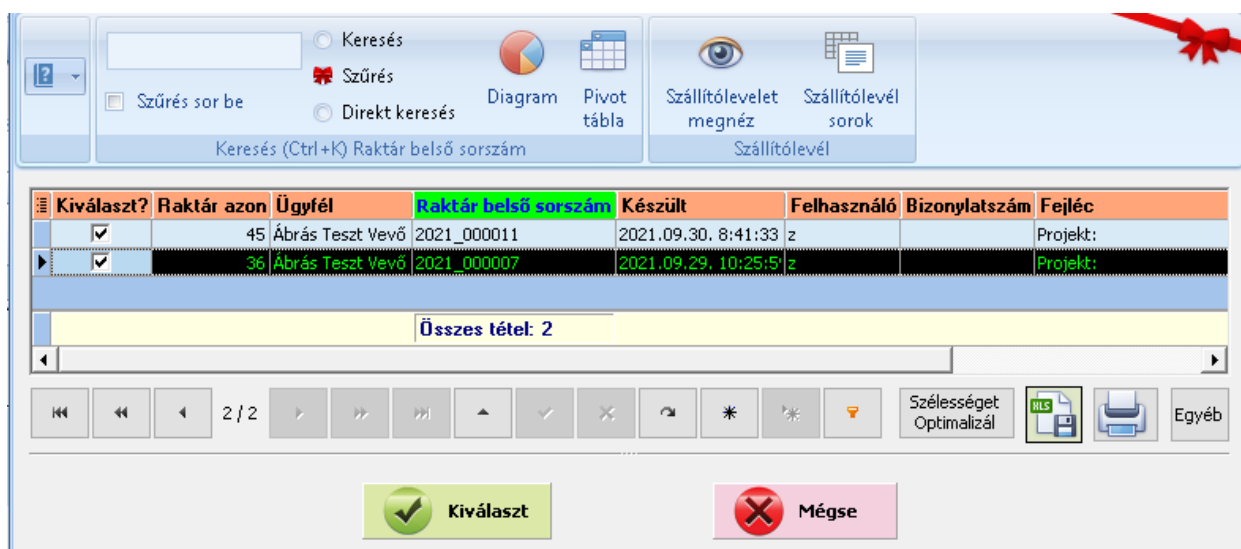 Keresés
Szűrés
Szűrés sor be
Direkt keresés
Diagram
Pivot tábla
Szállítólevelet megnéz
Szállítólevél sorok
Keresés (Ctrl+K) Raktár belső sorszám
Szállítólevél
Kiválaszt? Raktár azon Ügyfél Raktár belső sorszám Készült Felhasználó Bizonylatszám Fejléc
45 Ábrás Teszt Vevő 2021_000011 2021.09.30. 8:41:33 z Projekt:
36 Ábrás Teszt Vevő 2021_000007 2021.09.29. 10:25:5 z Projekt:
Összes tétel: 2
2 / 2
Szélességet Optimalizál
XLS
Egyéb
Kiválaszt
Mégse